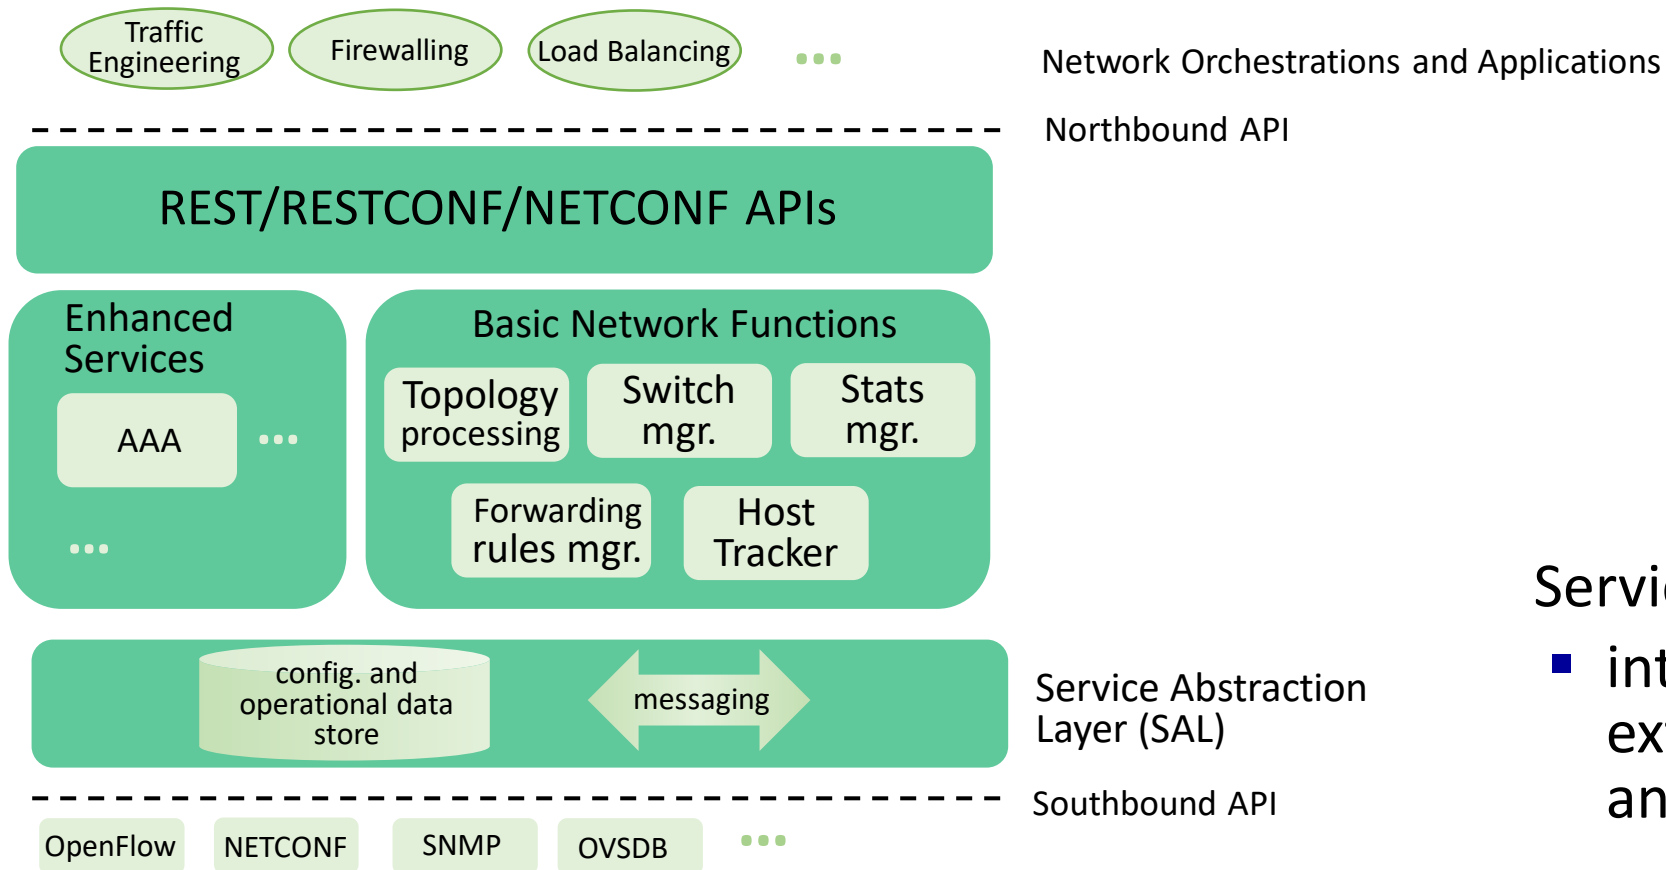 Traffic
Engineering
Firewalling
Load Balancing
...
Network Orchestrations and Applications
Northbound API
REST/RESTCONF/NETCONF APIs
Enhanced
Services
AAA
...
...
Basic Network Functions
Topology
processing
Switch
mgr.
Stats
mgr.
Forwarding
rules mgr.
Host
Tracker
config. and
operational data
store
messaging
Service Abstraction
Layer (SAL)
Southbound API
OpenFlow
NETCONF
SNMP
OVSDB
...